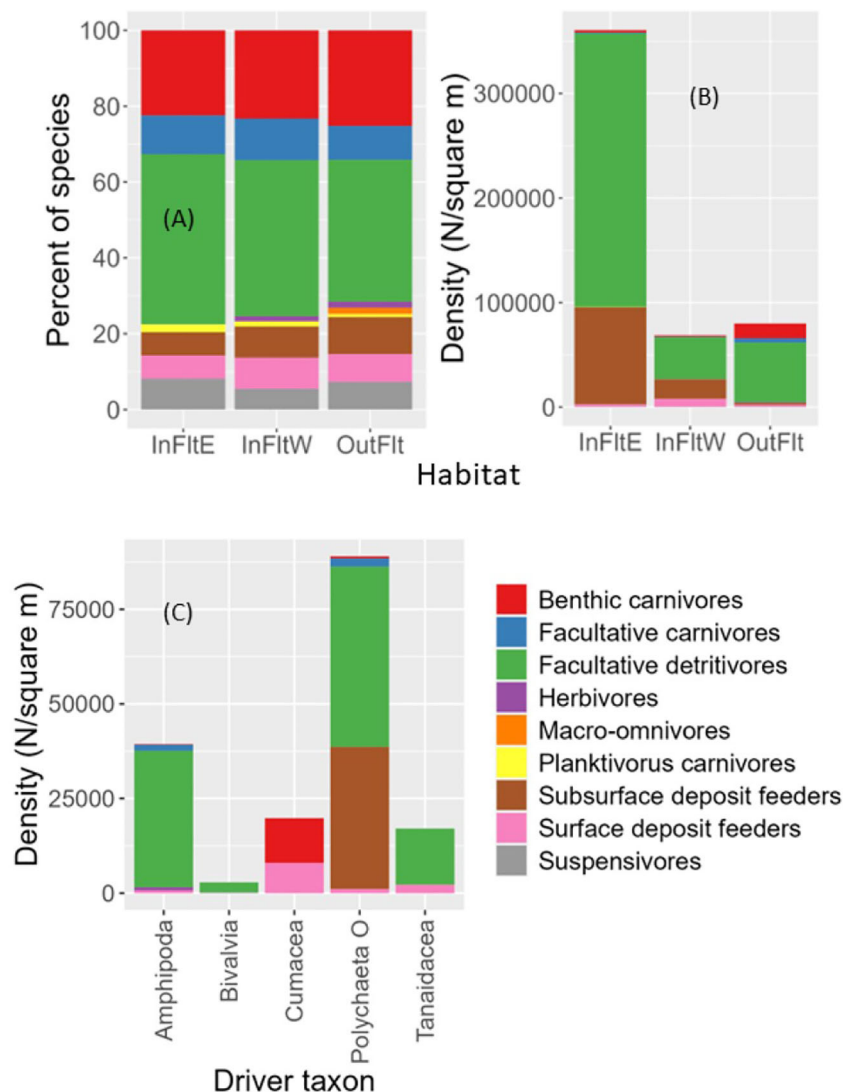 (A)
Percent of species
100
80
60
40
20
0
InFltE InFltW OutFlt
(B)
Density (N/square m)
300000
200000
100000
0
InFltE InFltW OutFlt
Habitat
(C)
Density (N/square m)
75000
50000
25000
0
Amphipoda
Bivalvia
Cumacea
Polychaeta O
Tanaidacea
Driver taxon
Benthic carnivores
Facultative carnivores
Facultative detritivores
Herbivores
Macro-omnivores
Planktivorus carnivores
Subsurface deposit feeders
Surface deposit feeders
Suspensivores